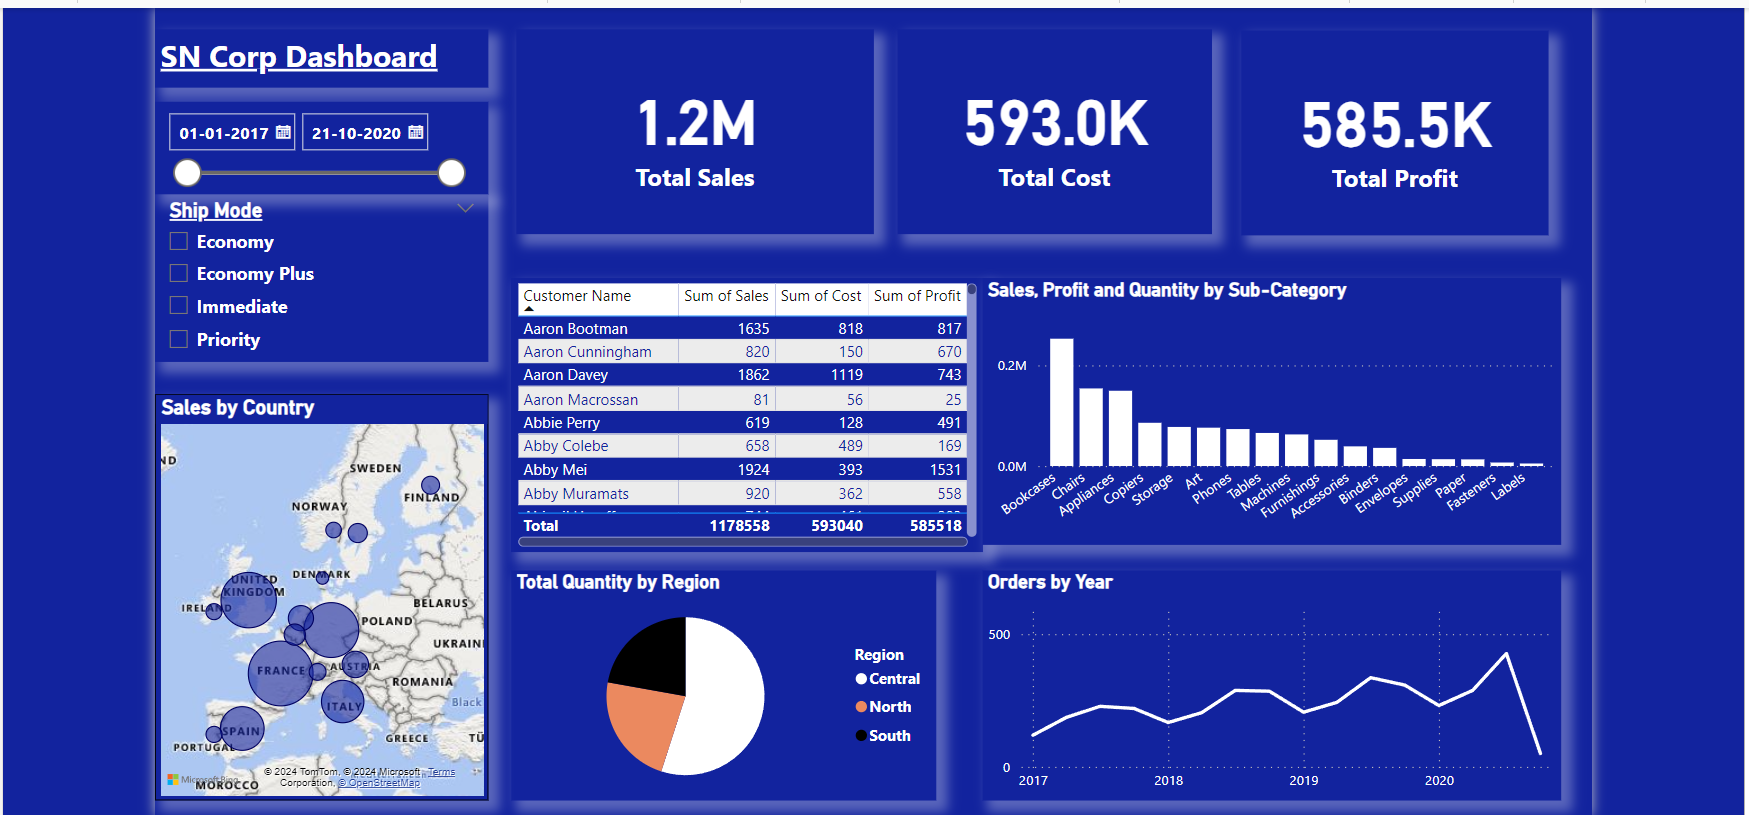 SN Corp Dashboard
01-01-2017
21-10-2020
Ship Mode
Economy
Economy Plus
Immediate
Priority
1.2M
Total Sales
593.0K
Total Cost
585.5K
Total Profit
Customer Name Sum of Sales Sum of Cost Sum of Profit
Aaron Bootman 1635 818 817
Aaron Cunningham 820 150 670
Aaron Davey 1862 1119 743
Aaron Macrossan 81 56 25
Abbie Perry 619 128 491
Abby Colebe 658 489 169
Abby Mei 1924 393 1531
Abby Muramats 920 362 558
Total 1178558 593040 585518
Sales, Profit and Quantity by Sub-Category
0.2M
0.0M
Bookcases
Chairs
Appliances
Copiers
Storage
Art
Phones
Tables
Machines
Furnishings
Accessories
Binders
Envelopes
Supplies
Paper
Fasteners
Labels
Sales by Country
ND
SWEDEN
FINLAND
NORWAY
DENMARK
UNITED
KINGDOM
IRELAND
BELARUS
POLAND
UKRAIN
FRANCE
AUSTRIA
ROMANIA
Black
ITALY
SPAIN
PORTUGAL
GREECE
TÜ
MOROCCO
Microsoft Bing
© 2024 TomTom, © 2024 Microsoft Terms
Corporation, © OpenStreetMap
Total Quantity by Region
Region
Central
North
South
Orders by Year
500
0
2017 2018 2019 2020